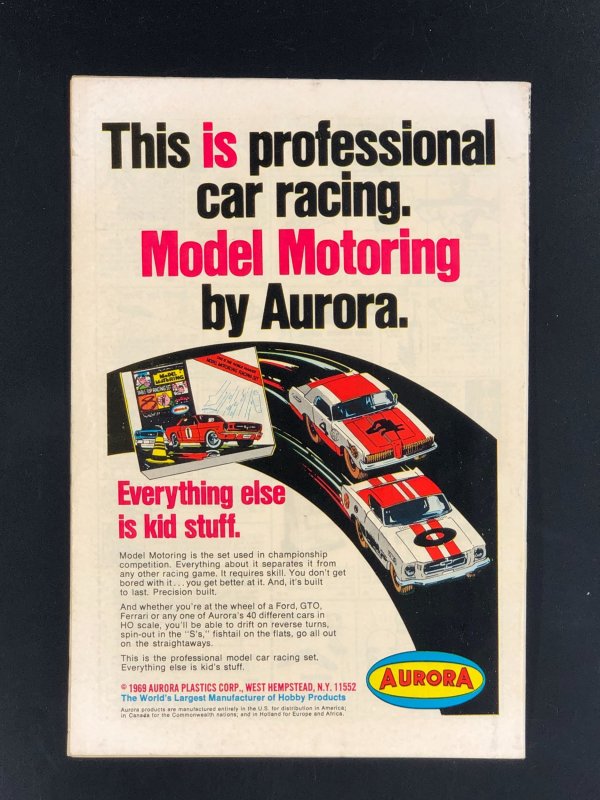 This is professional
car racing.
Model Motoring
by Aurora.
MODEL
MOTORING
Everything else
is kid stuff.
Model Motoring is the set used in championship
competition. Everything about it separates it from
any other racing game. It requires skill. You don't get
bored with it . . . you get better at it. And, it's built
to last. Precision built.
And whether you're at the wheel of a Ford, GTO,
Ferrari or any one of Aurora's 40 different cars in
HO scale, you'll be able to drift on reverse turns,
spin-out in the "S's," fishtail on the flats, go all out
on the straightaways.
This is the professional model car racing set.
Everything else is kid's stuff.
© 1969 AURORA PLASTICS CORP., WEST HEMPSTEAD, N.Y. 11552
The World's Largest Manufacturer of Hobby Products
Aurora products are manufactured entirely in the U.S. for distribution in America;
in Canada for the Commonwealth nations; and in Holland for Europe and Africa.
4
0
1
AURORA